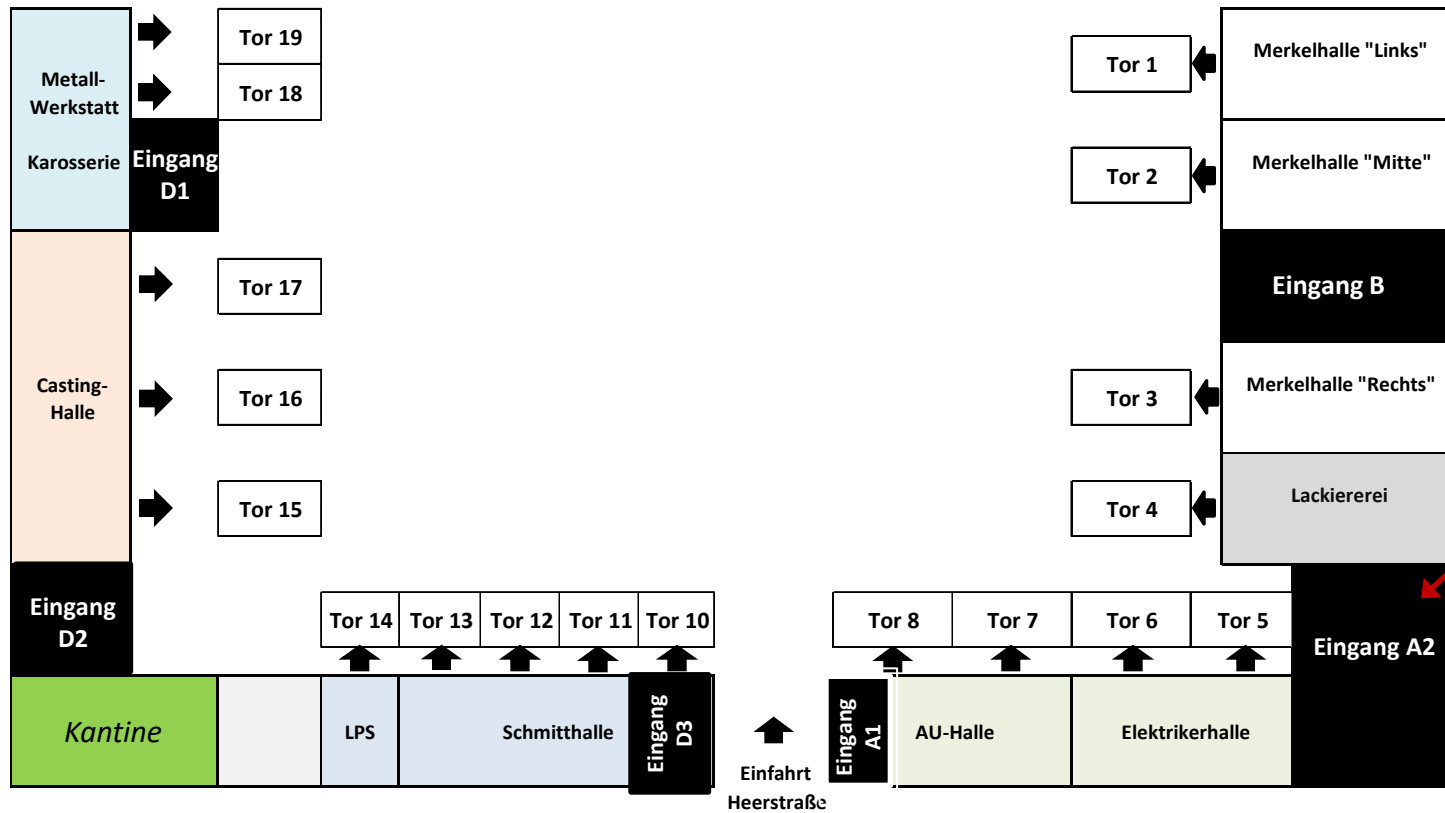 Metall-
Werkstatt
Karosserie
Tor 19
Tor 18
Eingang
D1
Casting-
Halle
Tor 17
Tor 16
Tor 15
Eingang
D2
Tor 1
Merkelhalle "Links"
Tor 2
Merkelhalle "Mitte"
Eingang B
Tor 3
Merkelhalle "Rechts"
Tor 4
Lackiererei
Tor 14
Tor 13
Tor 12
Tor 11
Tor 10
Tor 8
Tor 7
Tor 6
Tor 5
Eingang A2
Kantine
LPS
Schmitthalle
Eingang
D3
Einfahrt
Heerstraße
Eingang
A1
AU-Halle
Elektrikerhalle